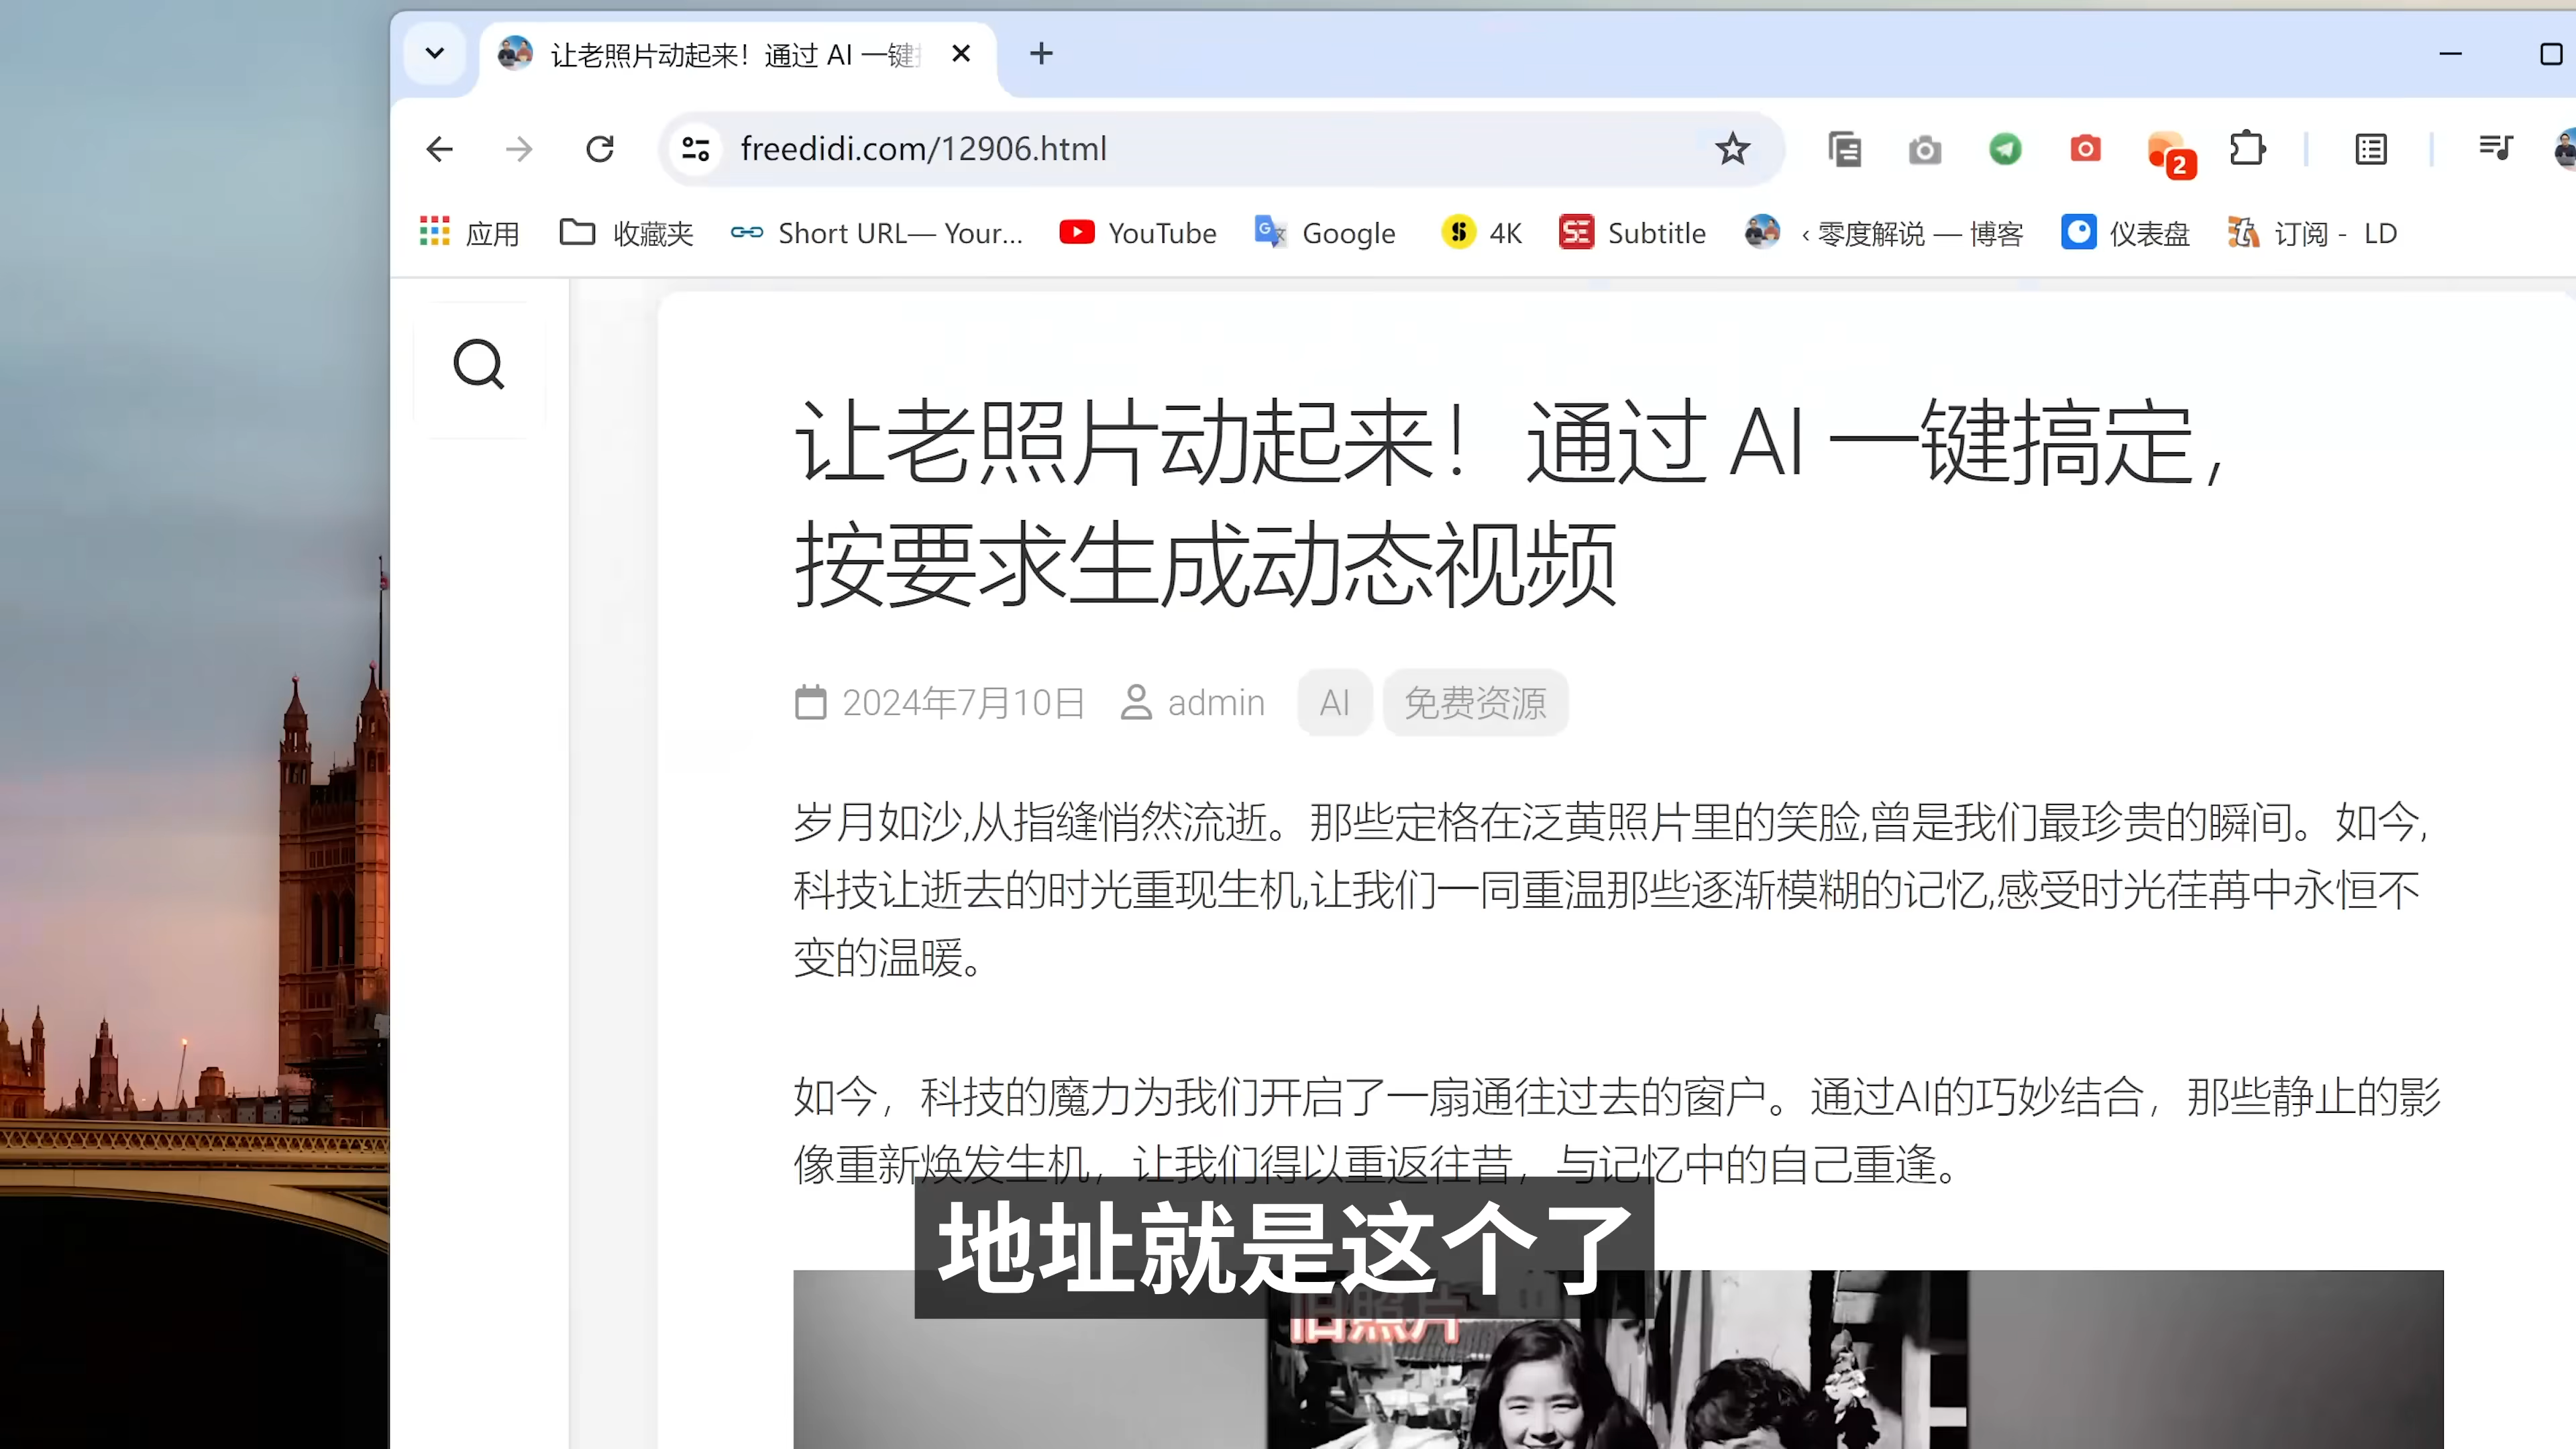 让老照片动起来！通过 AI 一键
freedidi.com/12906.html
2
应用 收藏夹 Short URL— Your... YouTube Google 4K Subtitle ‹ 零度解说 — 博客 仪表盘 订阅 - LD
让老照片动起来！通过 AI 一键搞定，
按要求生成动态视频
2024年7月10日 admin AI 免费资源
岁月如沙,从指缝悄然流逝。那些定格在泛黄照片里的笑脸,曾是我们最珍贵的瞬间。如今,
科技让逝去的时光重现生机,让我们一同重温那些逐渐模糊的记忆,感受时光荏苒中永恒不
变的温暖。
如今，科技的魔力为我们开启了一扇通往过去的窗户。通过AI的巧妙结合，那些静止的影
像重新焕发生机，让我们得以重返往昔，与记忆中的自己重逢。
地址就是这个了
旧照片